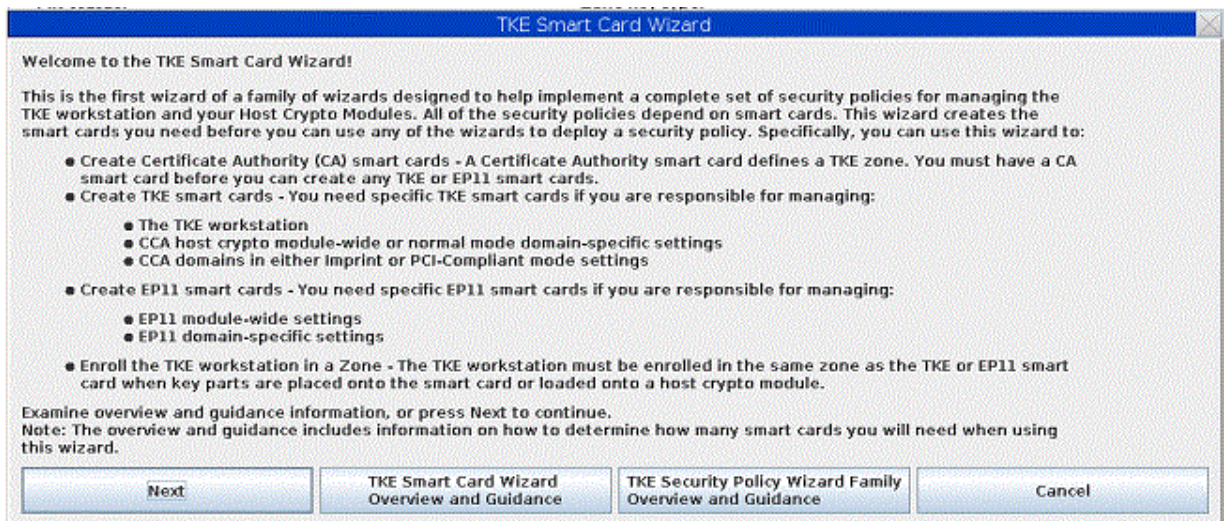 TKE Smart Card Wizard
Welcome to the TKE Smart Card Wizard!
This is the first wizard of a family of wizards designed to help implement a complete set of security policies for managing the
TKE workstation and your Host Crypto Modules. All of the security policies depend on smart cards. This wizard creates the
smart cards you need before you can use any of the wizards to deploy a security policy. Specifically, you can use this wizard to:
● Create Certificate Authority (CA) smart cards - A Certificate Authority smart card defines a TKE zone. You must have a CA
smart card before you can create any TKE or EP11 smart cards.
● Create TKE smart cards - You need specific TKE smart cards if you are responsible for managing:
● The TKE workstation
● CCA host crypto module-wide or normal mode domain-specific settings
● CCA domains in either Imprint or PCI-Compliant mode settings
● Create EP11 smart cards - You need specific EP11 smart cards if you are responsible for managing:
● EP11 module-wide settings
● EP11 domain-specific settings
● Enroll the TKE workstation in a Zone - The TKE workstation must be enrolled in the same zone as the TKE or EP11 smart
card when key parts are placed onto the smart card or loaded onto a host crypto module.
Examine overview and guidance information, or press Next to continue.
Note: The overview and guidance includes information on how to determine how many smart cards you will need when using
this wizard.
Next
TKE Smart Card Wizard
Overview and Guidance
TKE Security Policy Wizard Family
Overview and Guidance
Cancel